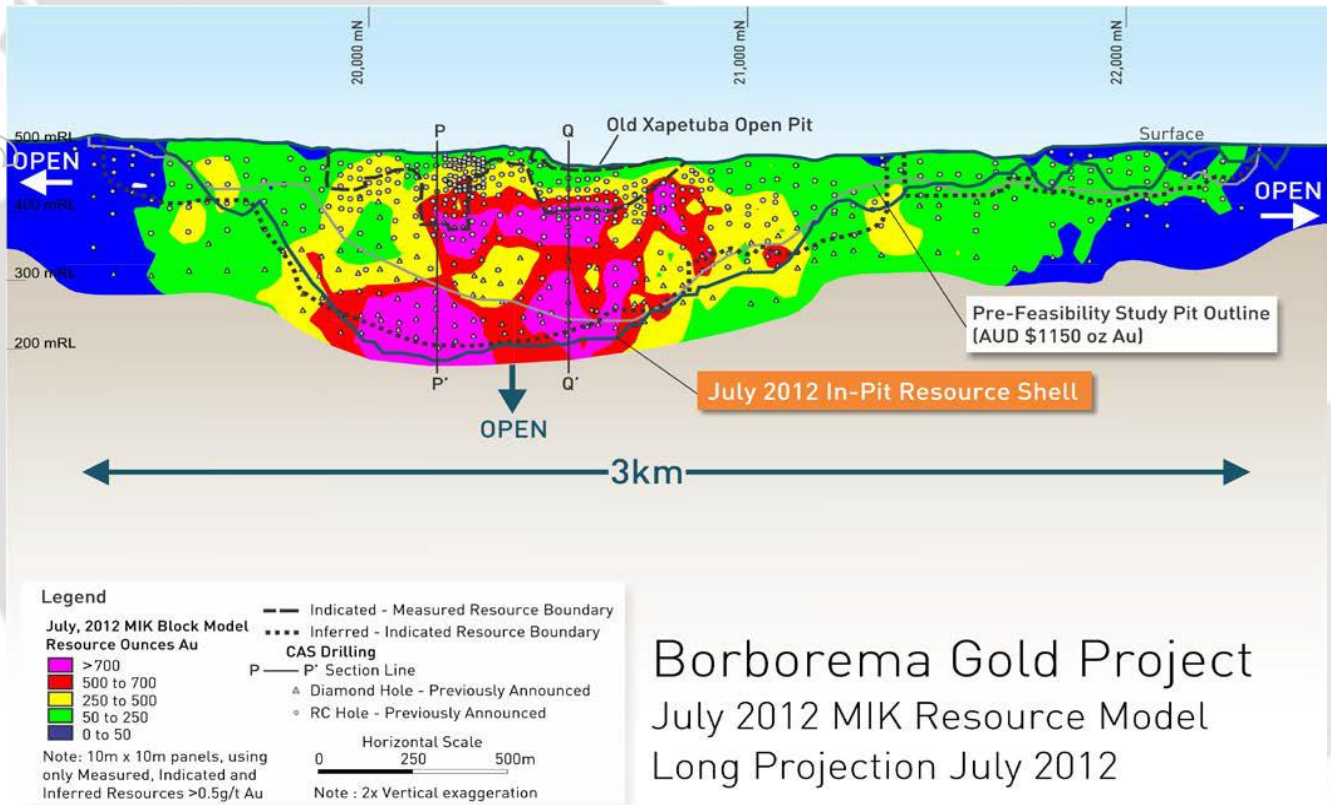 20,000 mN
21,000 mN
22,000 mN
P
Q
Old Xapetuba Open Pit
Surface
500 mRL
OPEN
OPEN
400 mRL
300 mRL
200 mRL
Pre-Feasibility Study Pit Outline
(AUD $1150 oz Au)
P'
Q'
July 2012 In-Pit Resource Shell
OPEN
3km
Legend
July, 2012 MIK Block Model
Resource Ounces Au
>700
500 to 700
250 to 500
50 to 250
0 to 50
Note: 10m x 10m panels, using
only Measured, Indicated and
Inferred Resources >0.5g/t Au
Indicated - Measured Resource Boundary
Inferred - Indicated Resource Boundary
CAS Drilling
P P' Section Line
Diamond Hole - Previously Announced
RC Hole - Previously Announced
Horizontal Scale
0 250 500m
Note : 2x Vertical exaggeration
Borborema Gold Project
July 2012 MIK Resource Model
Long Projection July 2012